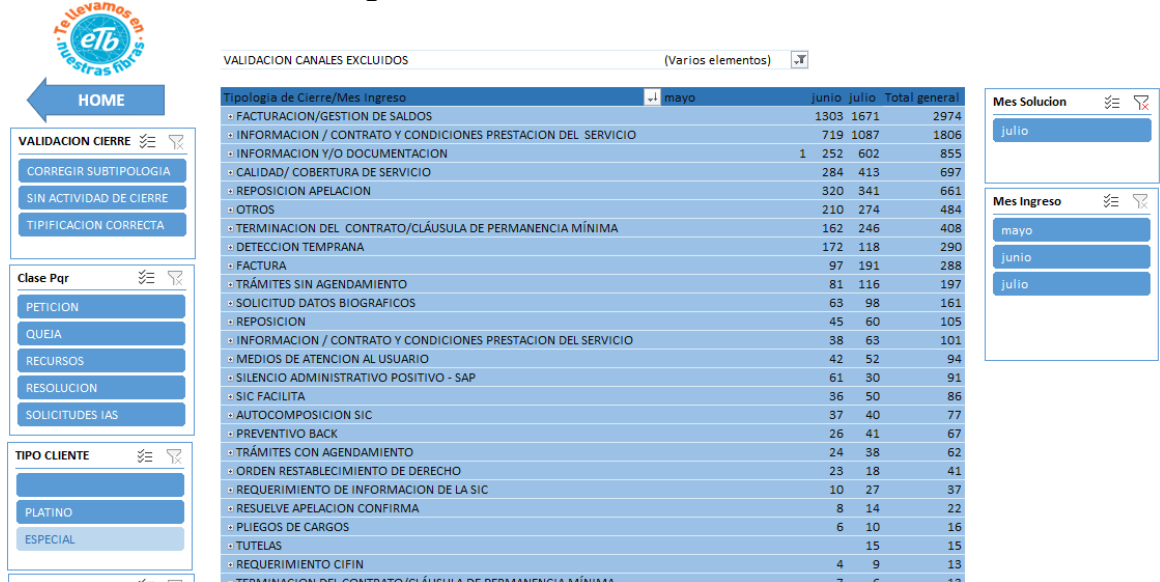 Te llevamos en
eTb
nuestras fibras
HOME
VALIDACION CANALES EXCLUIDOS (Varios elementos)
VALIDACION CIERRE
CORREGIR SUBTIPOLOGIA
SIN ACTIVIDAD DE CIERRE
TIPIFICACION CORRECTA
Clase Pqr
PETICION
QUEJA
RECURSOS
RESOLUCION
SOLICITUDES IAS
TIPO CLIENTE
PLATINO
ESPECIAL
Tipologia de Cierre/Mes Ingreso mayo junio julio Total general
FACTURACION/GESTION DE SALDOS 1303 1671 2974
INFORMACION / CONTRATO Y CONDICIONES PRESTACION DEL SERVICIO 719 1087 1806
INFORMACION Y/O DOCUMENTACION 1 252 602 855
CALIDAD/ COBERTURA DE SERVICIO 284 413 697
REPOSICION APELACION 320 341 661
OTROS 210 274 484
TERMINACION DEL CONTRATO/CLÁUSULA DE PERMANENCIA MÍNIMA 162 246 408
DETECCION TEMPRANA 172 118 290
FACTURA 97 191 288
TRÁMITES SIN AGENDAMIENTO 81 116 197
SOLICITUD DATOS BIOGRAFICOS 63 98 161
REPOSICION 45 60 105
INFORMACION / CONTRATO Y CONDICIONES PRESTACION DEL SERVICIO 38 63 101
MEDIOS DE ATENCION AL USUARIO 42 52 94
SILENCIO ADMINISTRATIVO POSITIVO - SAP 61 30 91
SIC FACILITA 36 50 86
AUTOCOMPOSICION SIC 37 40 77
PREVENTIVO BACK 26 41 67
TRÁMITES CON AGENDAMIENTO 24 38 62
ORDEN RESTABLECIMIENTO DE DERECHO 23 18 41
REQUERIMIENTO DE INFORMACION DE LA SIC 10 27 37
RESUELVE APELACION CONFIRMA 8 14 22
PLIEGOS DE CARGOS 6 10 16
TUTELAS 15 15
REQUERIMIENTO CIFIN 4 9 13
TERMINACION DEL CONTRATO/CLÁUSULA DE PERMANENCIA MÍNIMA 7 6 13
Mes Solucion
julio
Mes Ingreso
mayo
junio
julio